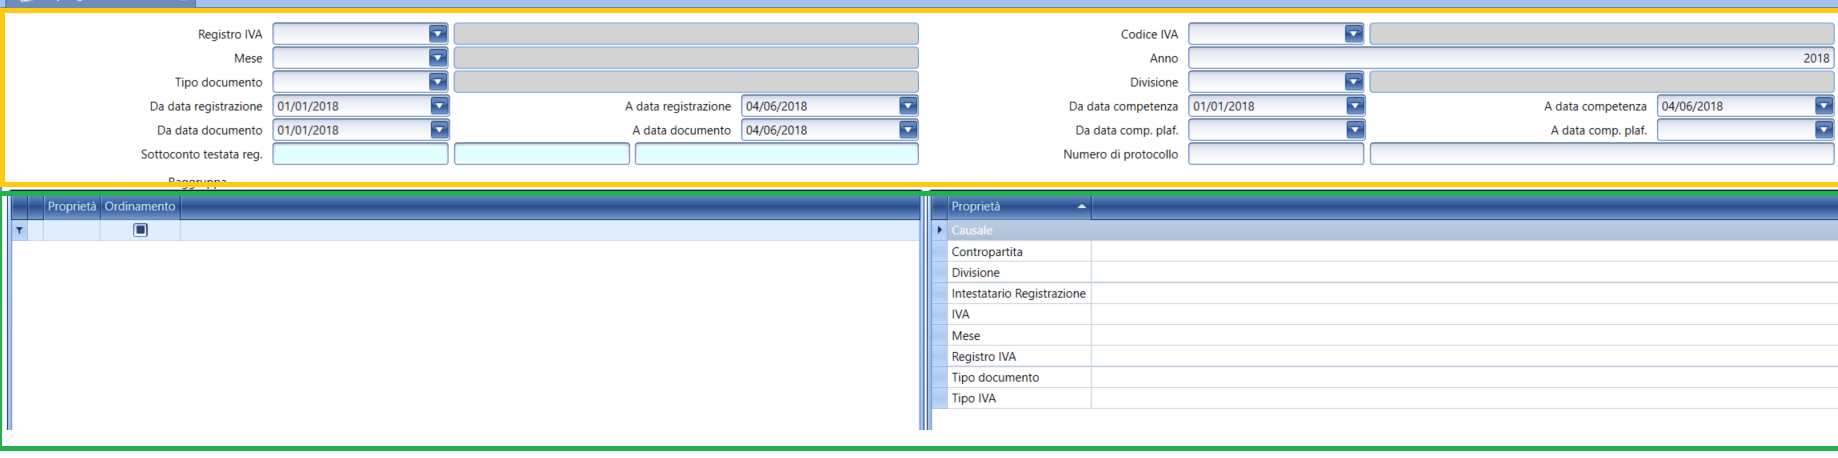 Registro IVA Codice IVA
Mese Anno 2018
Tipo documento Divisione
Da data registrazione 01/01/2018 A data registrazione 04/06/2018 Da data competenza 01/01/2018 A data competenza 04/06/2018
Da data documento 01/01/2018 A data documento 04/06/2018 Da data comp. plaf. A data comp. plaf.
Sottoconto testata reg. Numero di protocollo
Raggruppa
Proprietà Ordinamento Proprietà
Causale
Contropartita
Divisione
Intestatario Registrazione
IVA
Mese
Registro IVA
Tipo documento
Tipo IVA